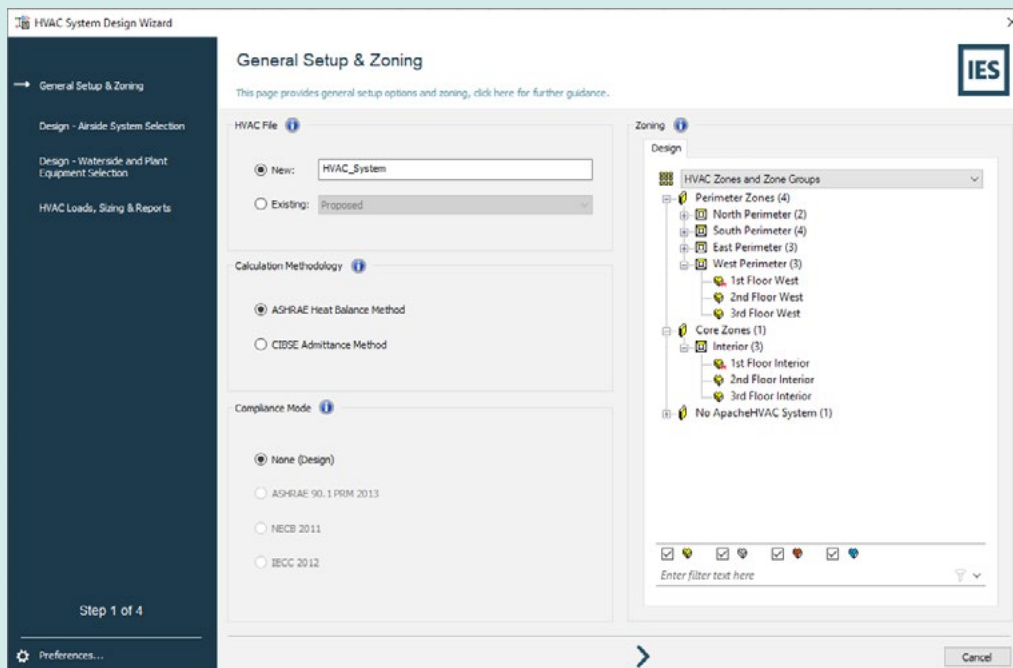 HVAC System Design Wizard
General Setup & Zoning
Design - Airside System Selection
Design - Waterside and Plant
Equipment Selection
HVAC Loads, Sizing & Reports
Step 1 of 4
Preferences...
General Setup & Zoning
This page provides general setup options and zoning, click here for further guidance.
IES
HVAC File
New: HVAC_System
Existing: Proposed
Calculation Methodology
ASHRAE Heat Balance Method
CIBSE Admittance Method
Compliance Mode
None (Design)
ASHRAE 90.1 PRM 2013
NECB 2011
IECC 2012
Zoning
Design
HVAC Zones and Zone Groups
Perimeter Zones (4)
North Perimeter (2)
South Perimeter (4)
East Perimeter (3)
West Perimeter (3)
1st Floor West
2nd Floor West
3rd Floor West
Core Zones (1)
Interior (3)
1st Floor Interior
2nd Floor Interior
3rd Floor Interior
No ApacheHVAC System (1)
Enter filter text here
Cancel